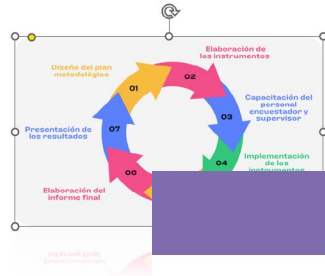 Diseño del plan
metodológico
01
Elaboración de
los instrumentos
02
Capacitación del
personal
encuestador y
supervisor
03
Implementación
de los
instrumentos
04
Elaboración del
informe final
06
Presentación de
los resultados
07